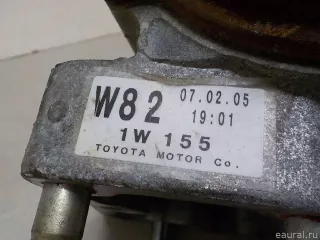 W82 07.02.05
19:01
1W 155
TOYOTA MOTOR Co.
© eaural.ru